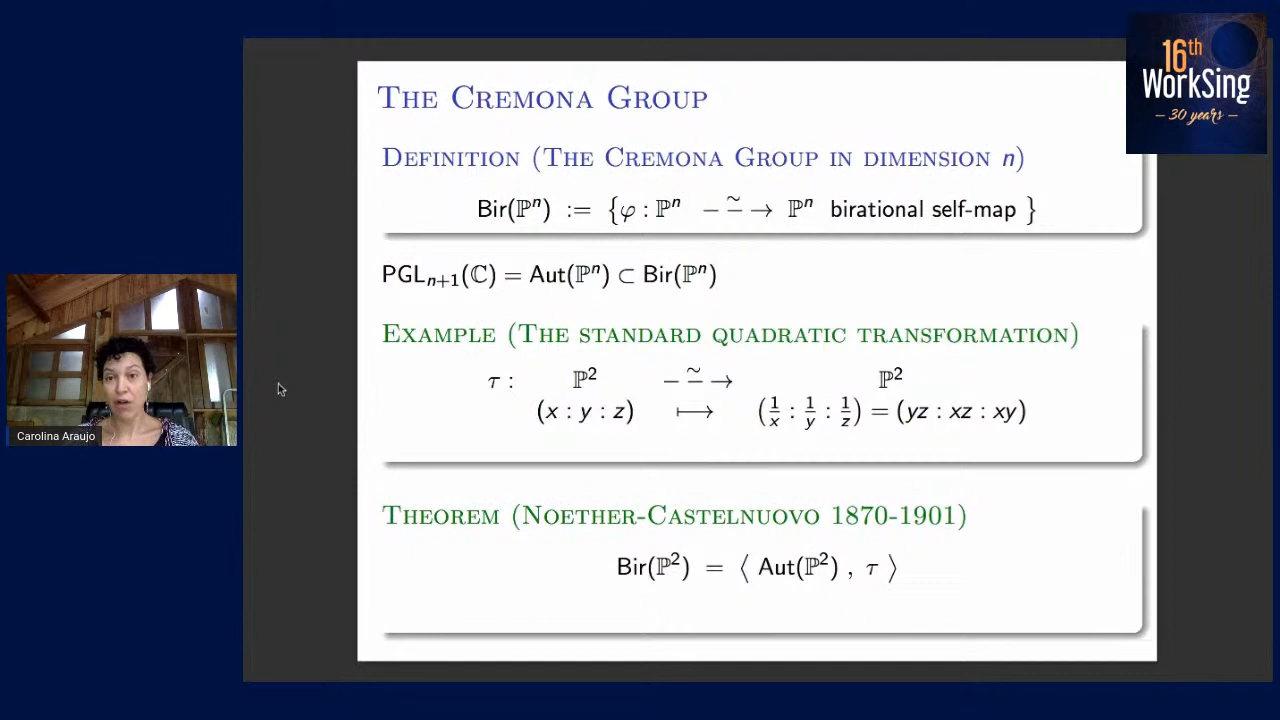 16th
WorkSing
– 30 years –
The Cremona Group
Definition (The Cremona Group in dimension n)
Bir(ℙⁿ) := {φ : ℙⁿ − ∼ → ℙⁿ birational self-map }
PGLₙ₊₁(ℂ) = Aut(ℙⁿ) ⊂ Bir(ℙⁿ)
Example (The standard quadratic transformation)
τ : ℙ² − ∼ → ℙ²
(x : y : z) ⟼ (1/x : 1/y : 1/z) = (yz : xz : xy)
Carolina Araujo
Theorem (Noether-Castelnuovo 1870-1901)
Bir(ℙ²) = ⟨ Aut(ℙ²) , τ ⟩